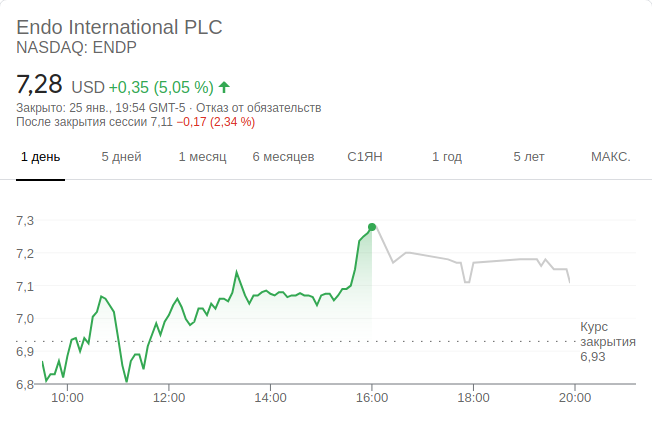 Endo International PLC
NASDAQ: ENDP
7,28 USD +0,35 (5,05 %)
Закрыто: 25 янв., 19:54 GMT-5 · Отказ от обязательств
После закрытия сессии 7,11 −0,17 (2,34 %)
1 день 5 дней 1 месяц 6 месяцев С1ЯН 1 год 5 лет МАКС.
7,3
7,2
7,1
7,0
6,9
6,8
Курс
закрытия
6,93
10:00 12:00 14:00 16:00 18:00 20:00